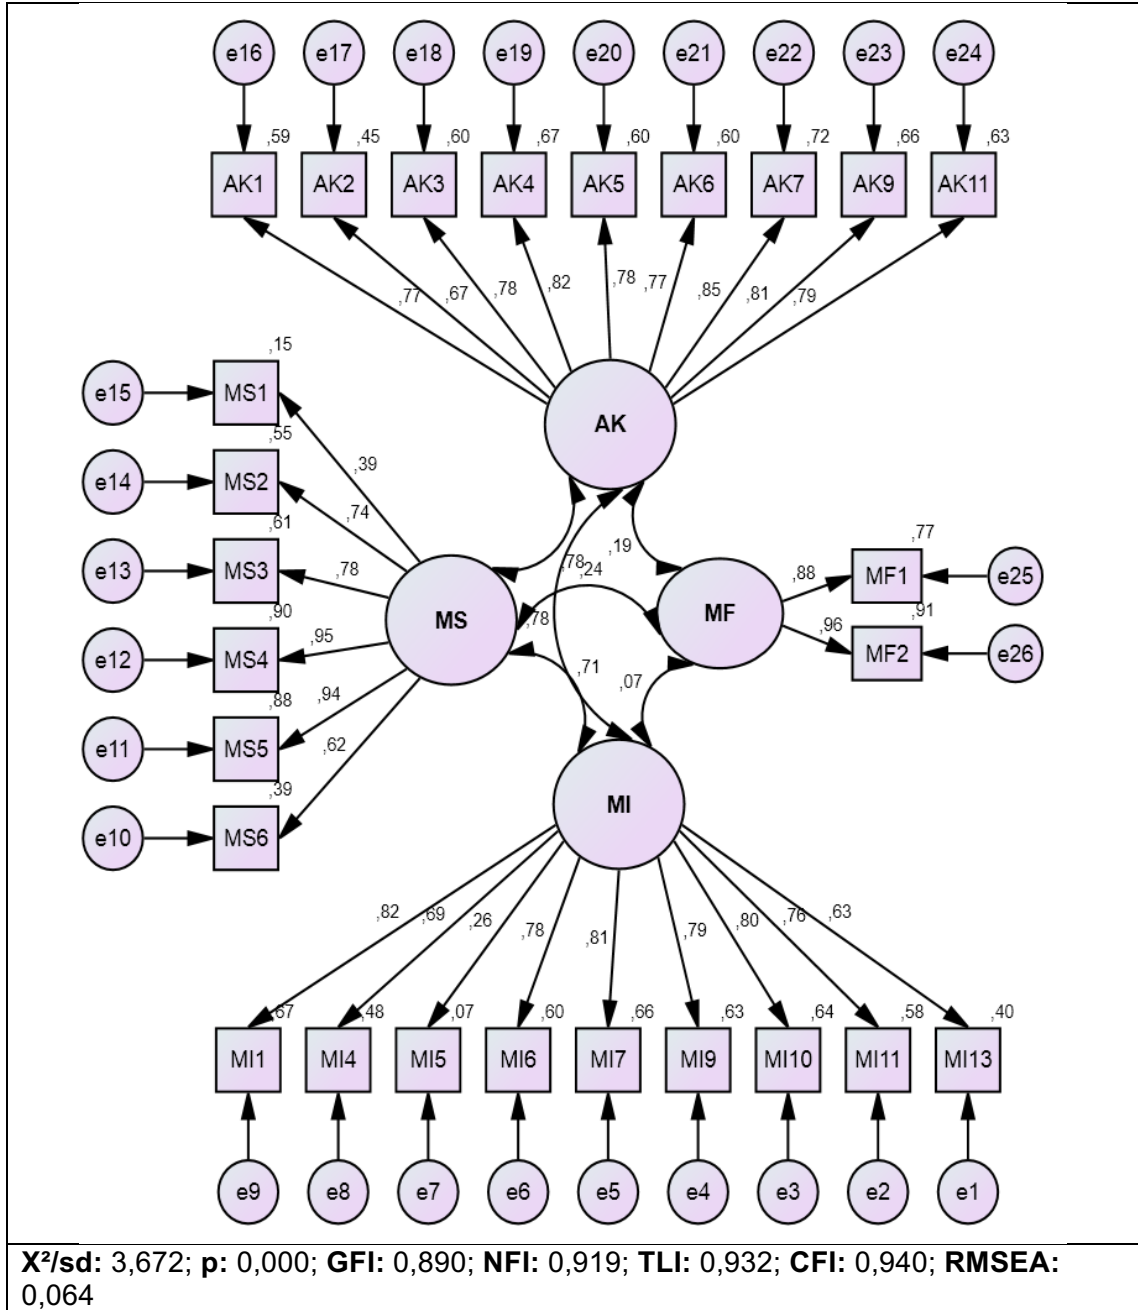 e16 e17 e18 e19 e20 e21 e22 e23 e24
,59 ,45 ,60 ,67 ,60 ,60 ,72 ,66 ,63
AK1 AK2 AK3 AK4 AK5 AK6 AK7 AK9 AK11
,77 ,67 ,78 ,82 ,78 ,77 ,85 ,81 ,79
AK
,15
e15 MS1
,39
,55
e14 MS2
,74
,61
e13 MS3
,78
,90
e12 MS4
,95
,88
e11 MS5
,94
,39
e10 MS6
,62
MS
,78 ,24 ,19
,78
,71 ,07
MF
,77
,88 MF1 e25
,91
,96 MF2 e26
MI
,82 ,69 ,26 ,78 ,81 ,79 ,80 ,76 ,63
,67 ,48 ,07 ,60 ,66 ,63 ,64 ,58 ,40
MI1 MI4 MI5 MI6 MI7 MI9 MI10 MI11 MI13
e9 e8 e7 e6 e5 e4 e3 e2 e1
X²/sd: 3,672; p: 0,000; GFI: 0,890; NFI: 0,919; TLI: 0,932; CFI: 0,940; RMSEA:
0,064